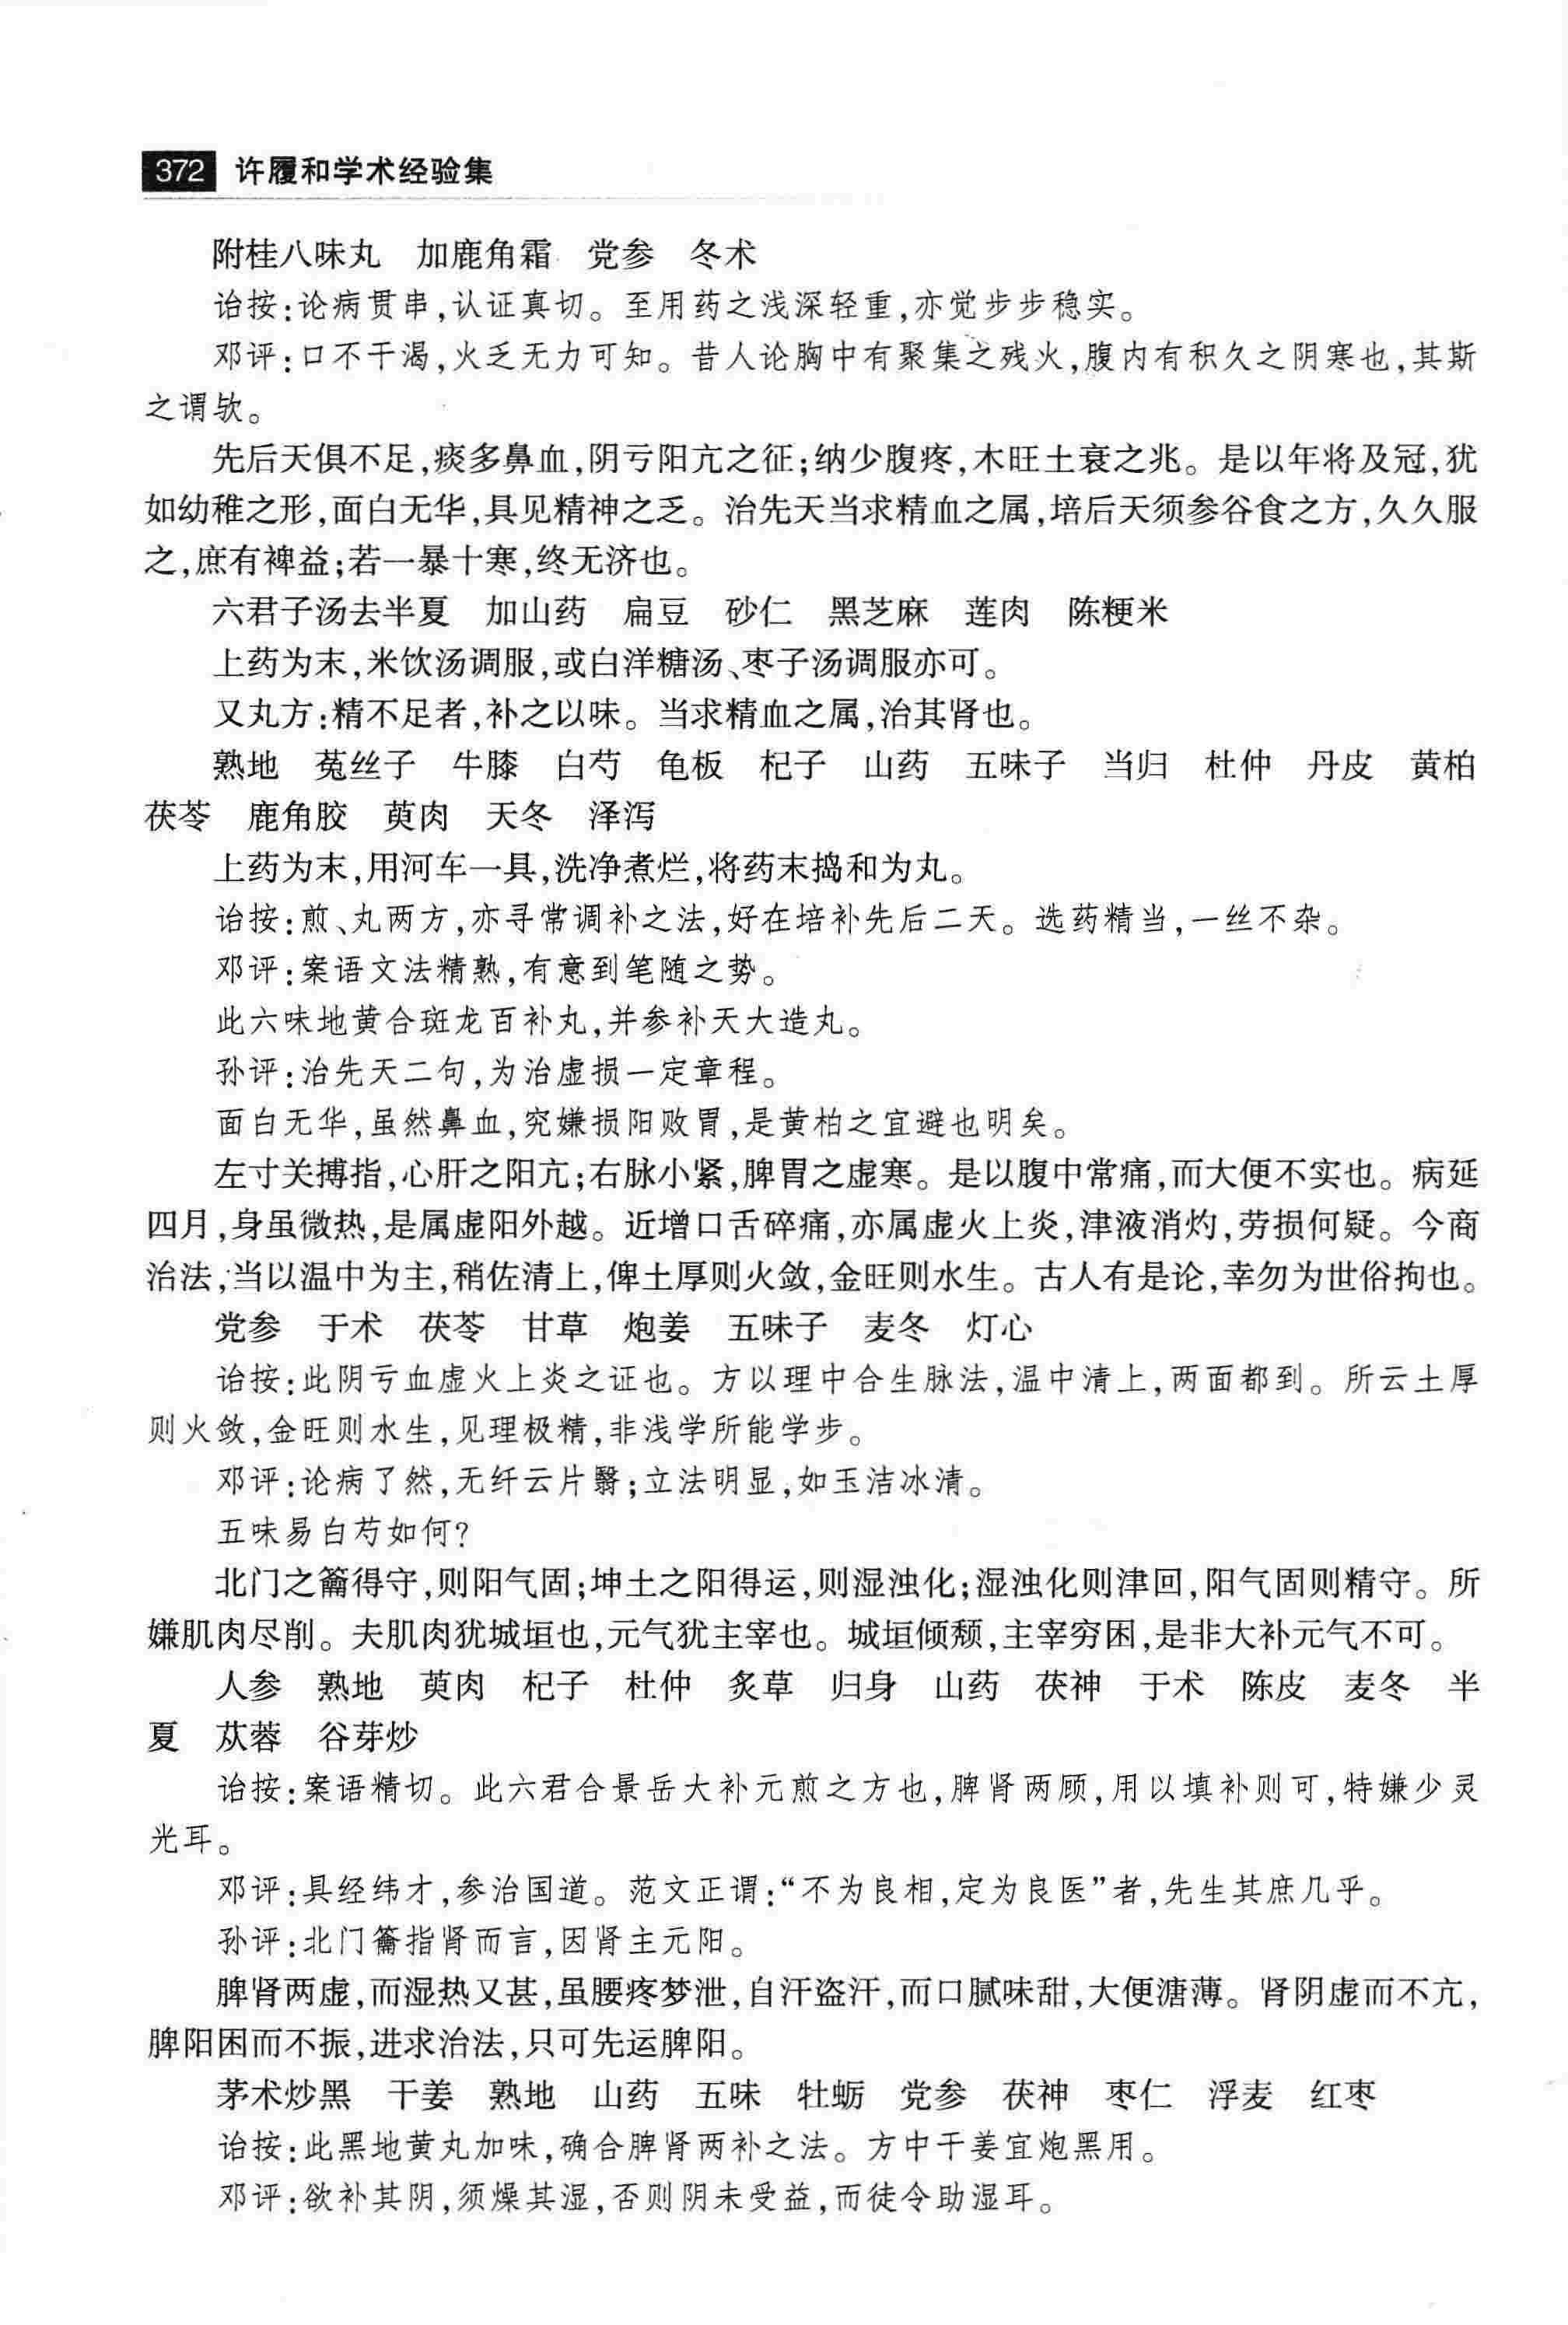 372 许履和学术经验集
附桂八味丸 加鹿角霜 党参 冬术
诒按：论病贯串，认证真切。至用药之浅深轻重，亦觉步步稳实。
邓评：口不干渴，火乏无力可知。昔人论胸中有聚集之残火，腹内有积久之阴寒也，其斯
之谓欤。
先后天俱不足，痰多鼻血，阴亏阳亢之征；纳少腹疼，木旺土衰之兆。是以年将及冠，犹
如幼稚之形，面白无华，具见精神之乏。治先天当求精血之属，培后天须参谷食之方，久久服
之，庶有裨益；若一暴十寒，终无济也。
六君子汤去半夏 加山药 扁豆 砂仁 黑芝麻 莲肉 陈粳米
上药为末，米饮汤调服，或白洋糖汤、枣子汤调服亦可。
又丸方：精不足者，补之以味。当求精血之属，治其肾也。
熟地 菟丝子 牛膝 白芍 龟板 杞子 山药 五味子 当归 杜仲 丹皮 黄柏
茯苓 鹿角胶 萸肉 天冬 泽泻
上药为末，用河车一具，洗净煮烂，将药末捣和为丸。
诒按：煎、丸两方，亦寻常调补之法，好在培补先后二天。选药精当，一丝不杂。
邓评：案语文法精熟，有意到笔随之势。
此六味地黄合斑龙百补丸，并参补天大造丸。
孙评：治先天二句，为治虚损一定章程。
面白无华，虽然鼻血，究嫌损阳败胃，是黄柏之宜避也明矣。
左寸关搏指，心肝之阳亢；右脉小紧，脾胃之虚寒。是以腹中常痛，而大便不实也。病延
四月，身虽微热，是属虚阳外越。近增口舌碎痛，亦属虚火上炎，津液消灼，劳损何疑。今商
治法，当以温中为主，稍佐清上，俾土厚则火敛，金旺则水生。古人有是论，幸勿为世俗拘也。
党参 于术 茯苓 甘草 炮姜 五味子 麦冬 灯心
诒按：此阴亏血虚火上炎之证也。方以理中合生脉法，温中清上，两面都到。所云土厚
则火敛，金旺则水生，见理极精，非浅学所能学步。
邓评：论病了然，无纤云片翳；立法明显，如玉洁冰清。
五味易白芍如何？
北门之籥得守，则阳气固；坤土之阳得运，则湿浊化；湿浊化则津回，阳气固则精守。所
嫌肌肉尽削。夫肌肉犹城垣也，元气犹主宰也。城垣倾颓，主宰穷困，是非大补元气不可。
人参 熟地 萸肉 杞子 杜仲 炙草 归身 山药 茯神 于术 陈皮 麦冬 半
夏 苁蓉 谷芽炒
诒按：案语精切。此六君合景岳大补元煎之方也，脾肾两顾，用以填补则可，特嫌少灵
光耳。
邓评：具经纬才，参治国道。范文正谓：“不为良相，定为良医”者，先生其庶几乎。
孙评：北门籥指肾而言，因肾主元阳。
脾肾两虚，而湿热又甚，虽腰疼梦泄，自汗盗汗，而口腻味甜，大便溏薄。肾阴虚而不亢，
脾阳困而不振，进求治法，只可先运脾阳。
茅术炒黑 干姜 熟地 山药 五味 牡蛎 党参 茯神 枣仁 浮麦 红枣
诒按：此黑地黄丸加味，确合脾肾两补之法。方中干姜宜炮黑用。
邓评：欲补其阴，须燥其湿，否则阴未受益，而徒令助湿耳。